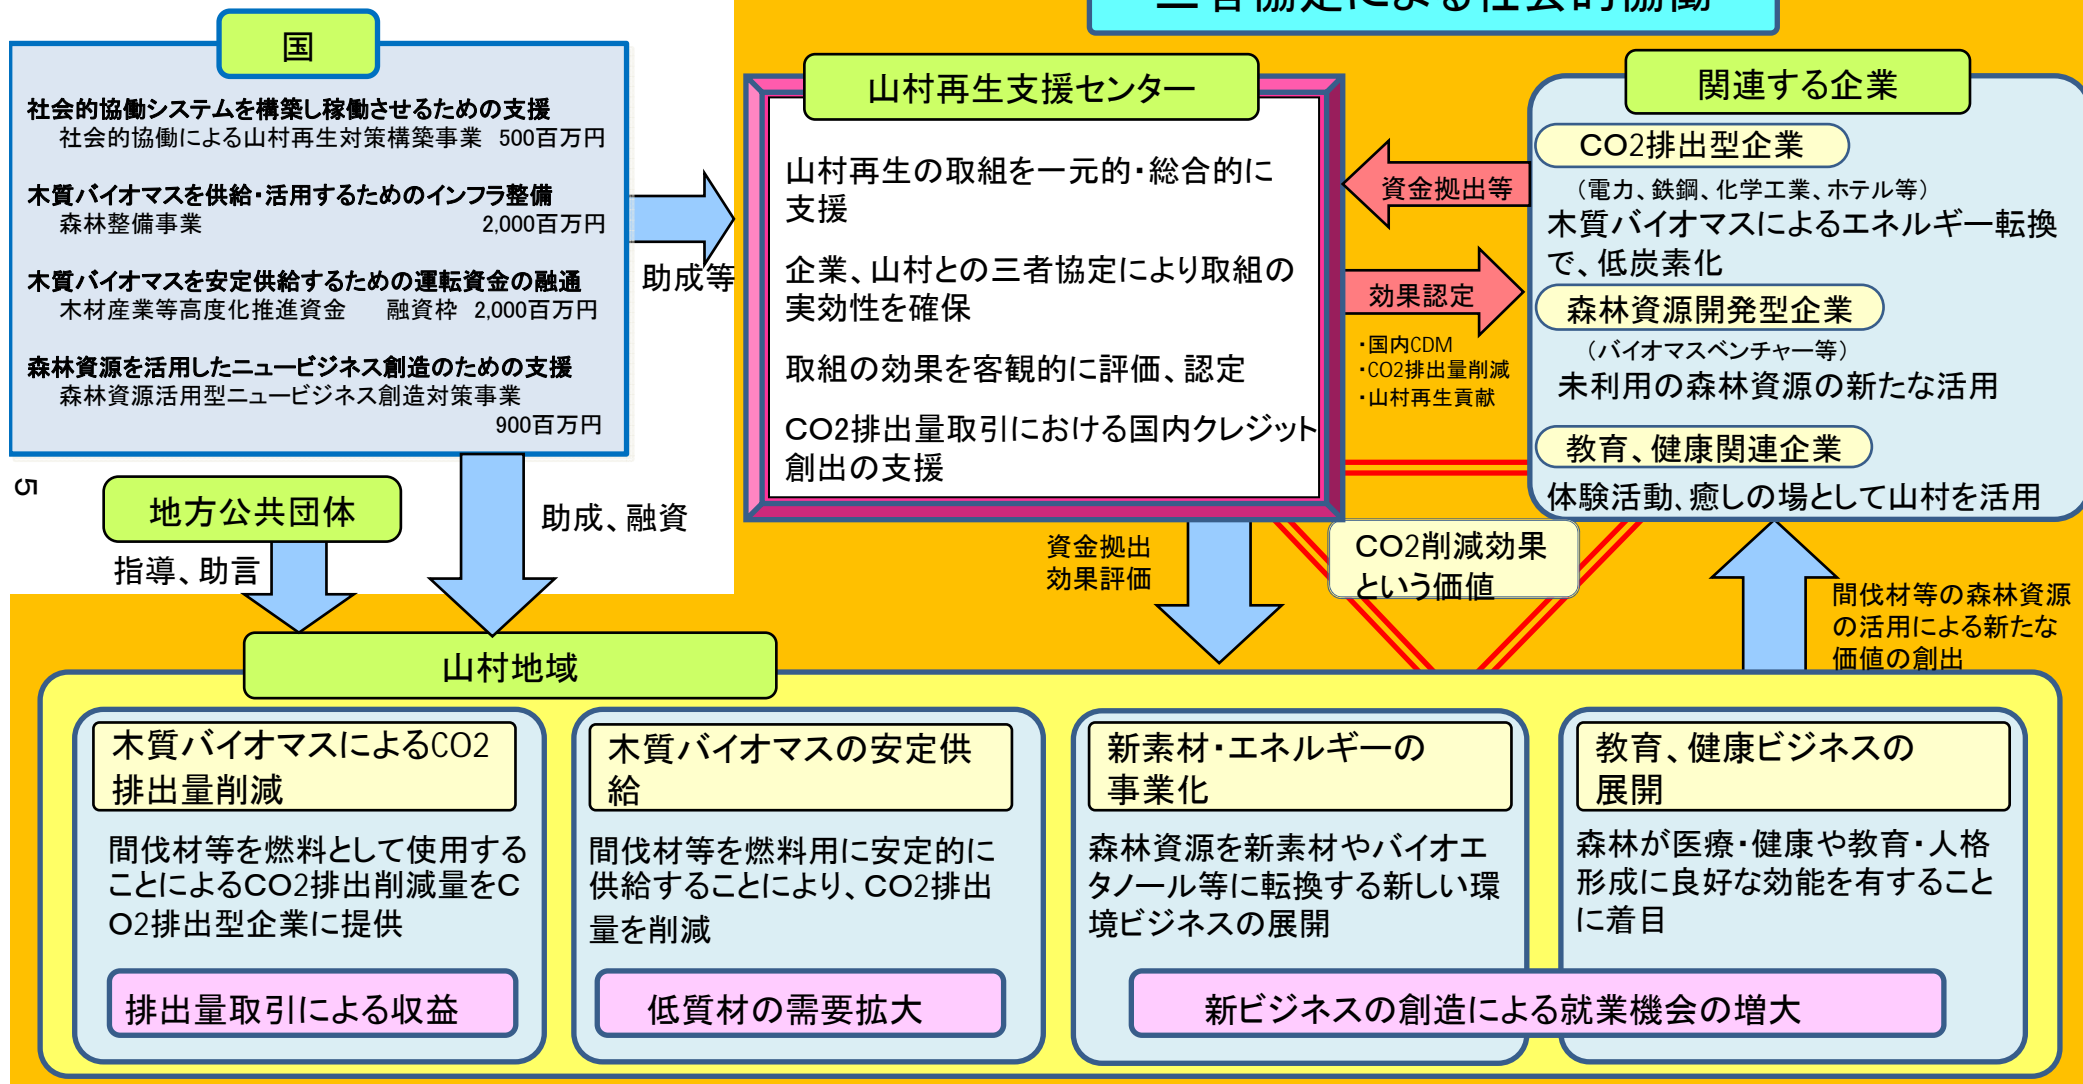 三者協定による社会的協働
国
社会的協働システムを構築し稼働させるための支援
社会的協働による山村再生対策構築事業 500百万円
木質バイオマスを供給・活用するためのインフラ整備
森林整備事業 2,000百万円
木質バイオマスを安定供給するための運転資金の融通
木材産業等高度化推進資金 融資枠 2,000百万円
森林資源を活用したニュービジネス創造のための支援
森林資源活用型ニュービジネス創造対策事業
900百万円
助成等
5
地方公共団体
指導、助言
助成、融資
山村再生支援センター
山村再生の取組を一元的・総合的に
支援
企業、山村との三者協定により取組の
実効性を確保
取組の効果を客観的に評価、認定
CO2排出量取引における国内クレジット
創出の支援
資金拠出等
効果認定
・国内CDM
・CO2排出量削減
・山村再生貢献
関連する企業
CO2排出型企業
(電力、鉄鋼、化学工業、ホテル等)
木質バイオマスによるエネルギー転換
で、低炭素化
森林資源開発型企業
(バイオマスベンチャー等)
未利用の森林資源の新たな活用
教育、健康関連企業
体験活動、癒しの場として山村を活用
資金拠出
効果評価
CO2削減効果
という価値
間伐材等の森林資源
の活用による新たな
価値の創出
山村地域
木質バイオマスによるCO2
排出量削減
間伐材等を燃料として使用する
ことによるCO2排出削減量をC
O2排出型企業に提供
排出量取引による収益
木質バイオマスの安定供
給
間伐材等を燃料用に安定的に
供給することにより、CO2排出
量を削減
低質材の需要拡大
新素材・エネルギーの
事業化
森林資源を新素材やバイオエ
タノール等に転換する新しい環
境ビジネスの展開
教育、健康ビジネスの
展開
森林が医療・健康や教育・人格
形成に良好な効能を有すること
に着目
新ビジネスの創造による就業機会の増大